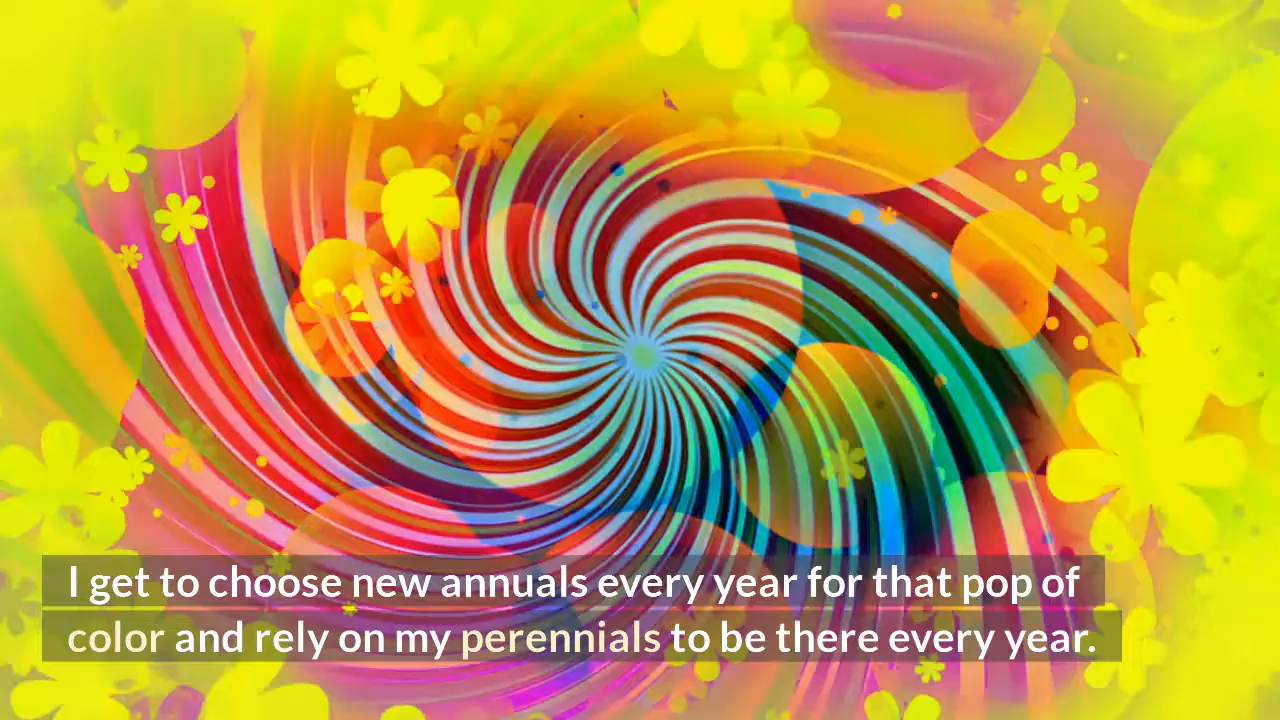 I get to choose new annuals every year for that pop of
color and rely on my perennials to be there every year.